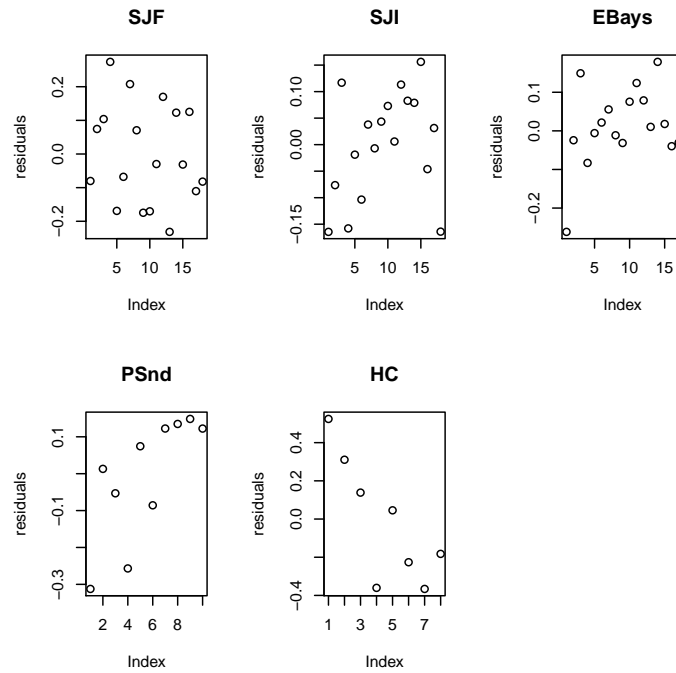 SJF
residuals
0.2
0.0
−0.2
5
10
15
Index
SJI
residuals
0.10
0.00
−0.15
5
10
15
Index
EBays
residuals
0.1
0.0
−0.2
5
10
15
Index
PSnd
residuals
0.1
−0.1
−0.3
2
4
6
8
Index
HC
residuals
0.4
0.2
0.0
−0.4
1
3
5
7
Index